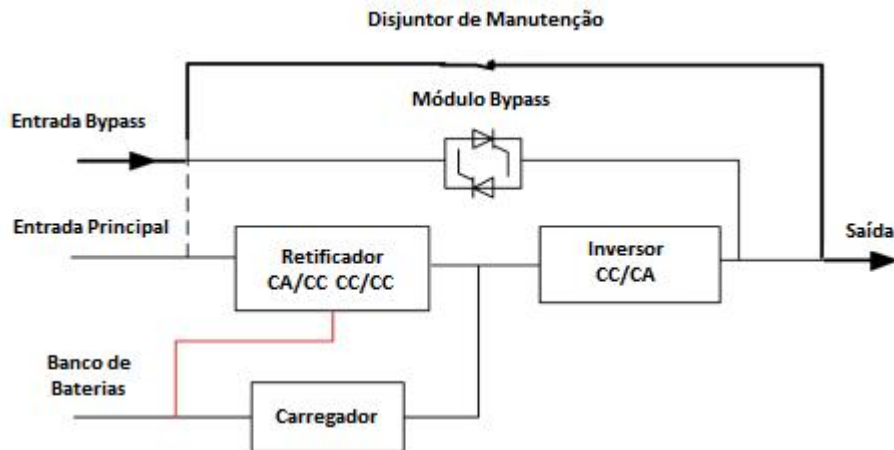 Disjuntor de Manutenção
Módulo Bypass
Entrada Bypass
Entrada Principal
Retificador
CA/CC CC/CC
Inversor
CC/CA
Saída
Banco de
Baterias
Carregador